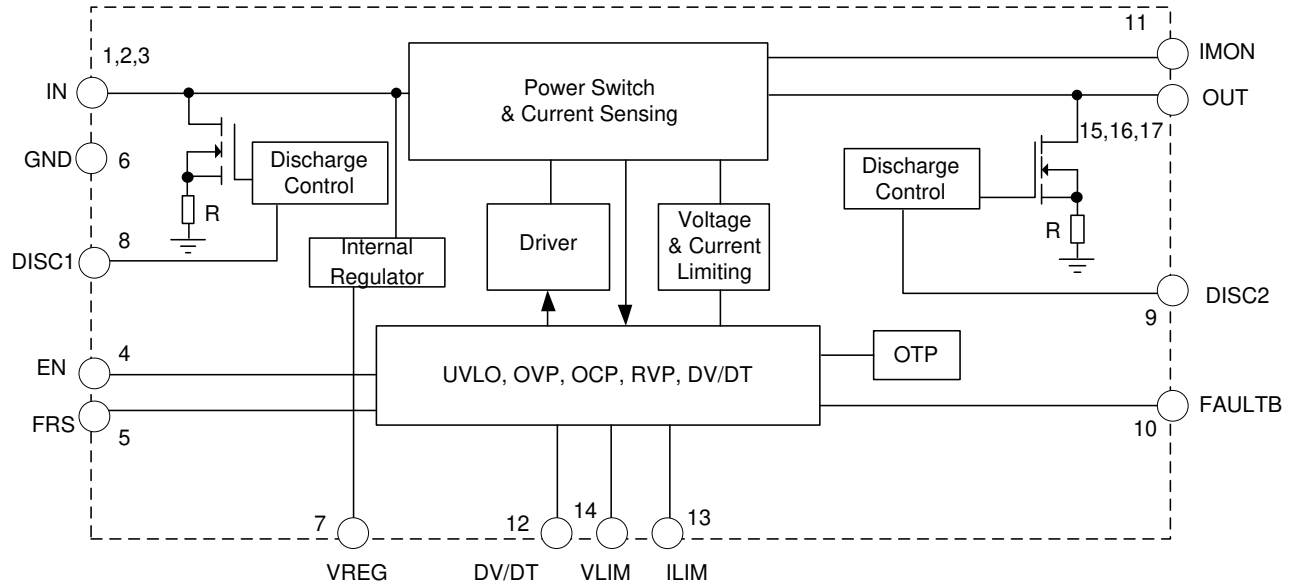 11
IMON
1,2,3
IN
Power Switch
& Current Sensing
OUT
15,16,17
GND
6
Discharge
Control
Discharge
Control
R
Driver
Voltage
& Current
Limiting
R
8
DISC1
Internal
Regulator
DISC2
9
4
EN
UVLO, OVP, OCP, RVP, DV/DT
OTP
FRS
5
FAULTB
10
7
12
14
13
VREG
DV/DT
VLIM
ILIM